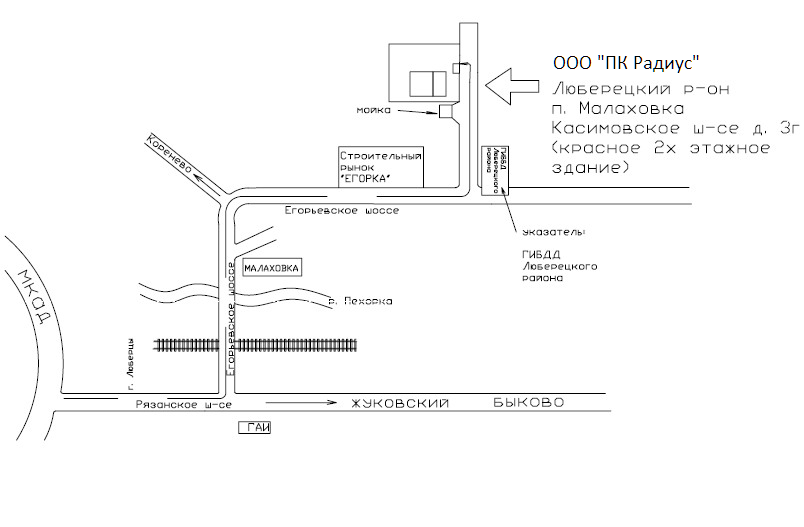 ООО "ПК Радиус"
Люберецкий р-он
п. Малаховка
Касимовское ш-се д. 3г
(красное 2х этажное
здание)
мойка
Коренево
Строительный
рынок
"ЕГОРКА"
ГИБДД
Люберецкого
района
Егорьевское шоссе
указатель
ГИБДД
Люберецкого
района
МАЛАХОВКА
МКАД
Егорьевское шоссе
р. Пехорка
г. Люберцы
Рязанское ш-се
ЖУКОВСКИЙ БЫКОВО
ГАИ